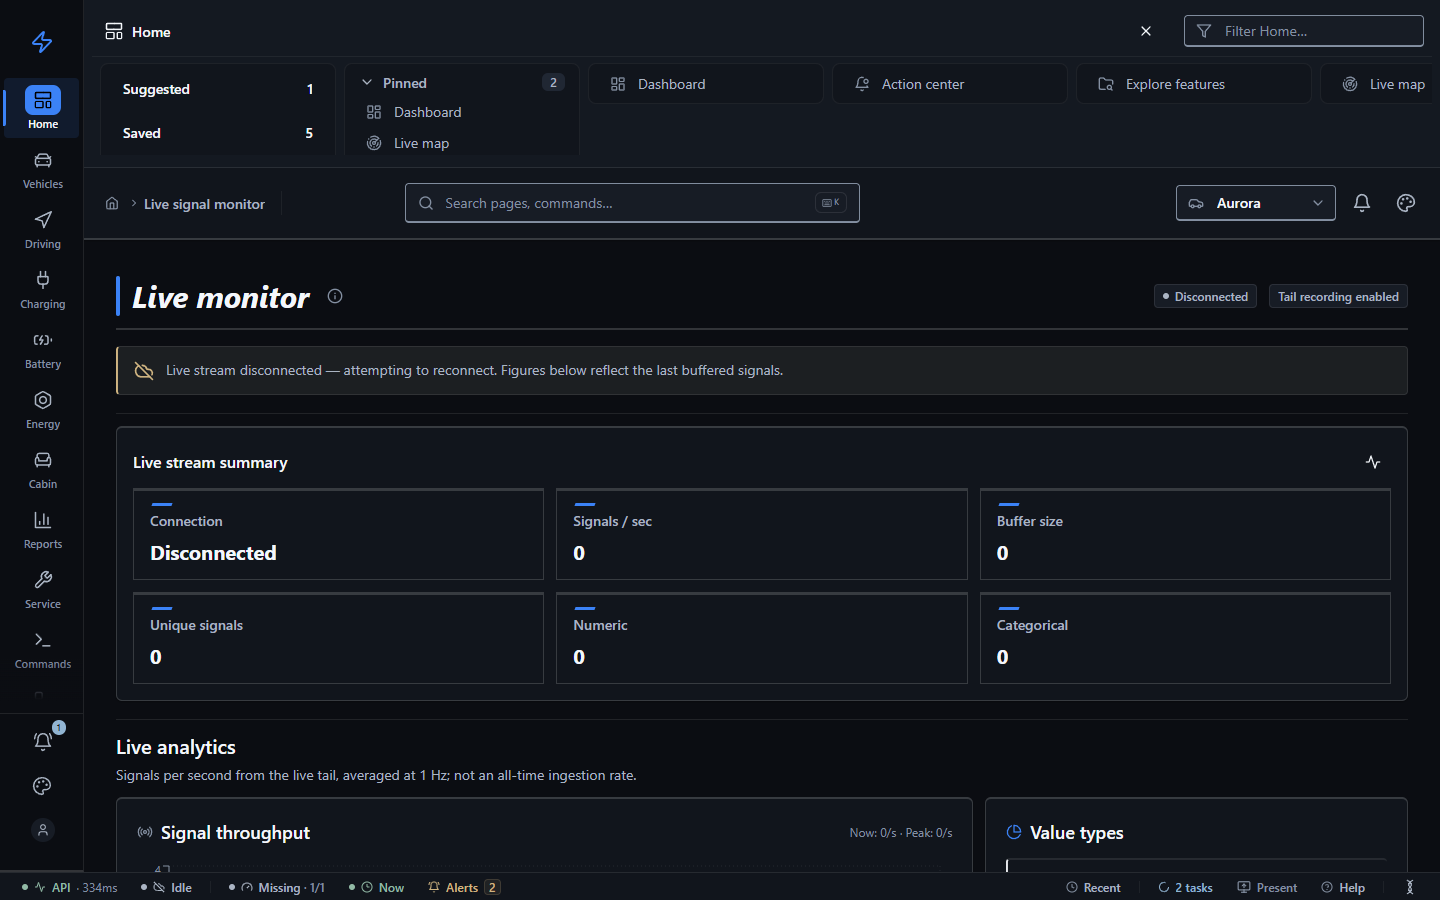 Home
Filter Home...
Suggested 1
Saved 5
Pinned 2
Dashboard
Live map
Dashboard
Action center
Explore features
Live map
Home
Vehicles
Driving
Charging
Battery
Energy
Cabin
Reports
Service
Commands
1
Live signal monitor
Search pages, commands...
K
Aurora
Live monitor
Disconnected
Tail recording enabled
Live stream disconnected — attempting to reconnect. Figures below reflect the last buffered signals.
Live stream summary
Connection
Disconnected
Signals / sec
0
Buffer size
0
Unique signals
0
Numeric
0
Categorical
0
Live analytics
Signals per second from the live tail, averaged at 1 Hz; not an all-time ingestion rate.
Signal throughput
Now: 0/s · Peak: 0/s
4
Value types
API · 334ms
Idle
Missing · 1/1
Now
Alerts 2
Recent
2 tasks
Present
Help